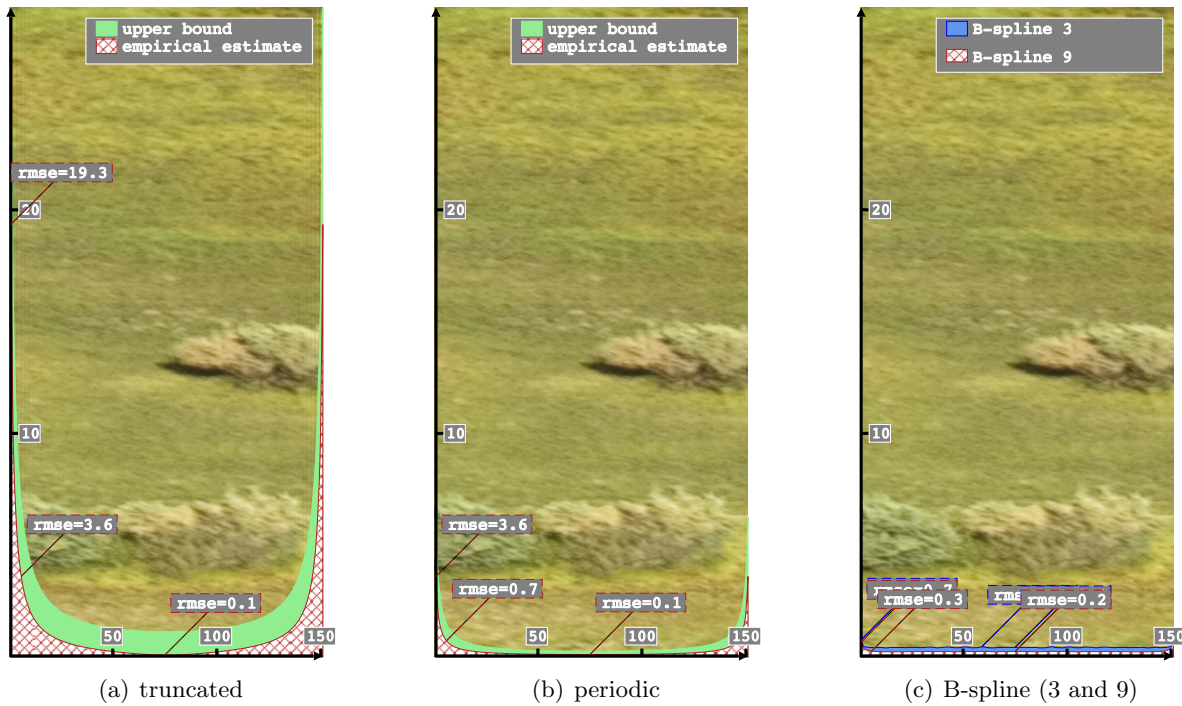 upper bound
empirical estimate
rmse=19.3
20
10
rmse=3.6
rmse=0.1
50
100
150
(a) truncated
upper bound
empirical estimate
20
10
rmse=3.6
rmse=0.7
rmse=0.1
50
100
150
(b) periodic
B-spline 3
B-spline 9
20
10
rmse=0.3
rmse=0.2
50
100
150
(c) B-spline (3 and 9)